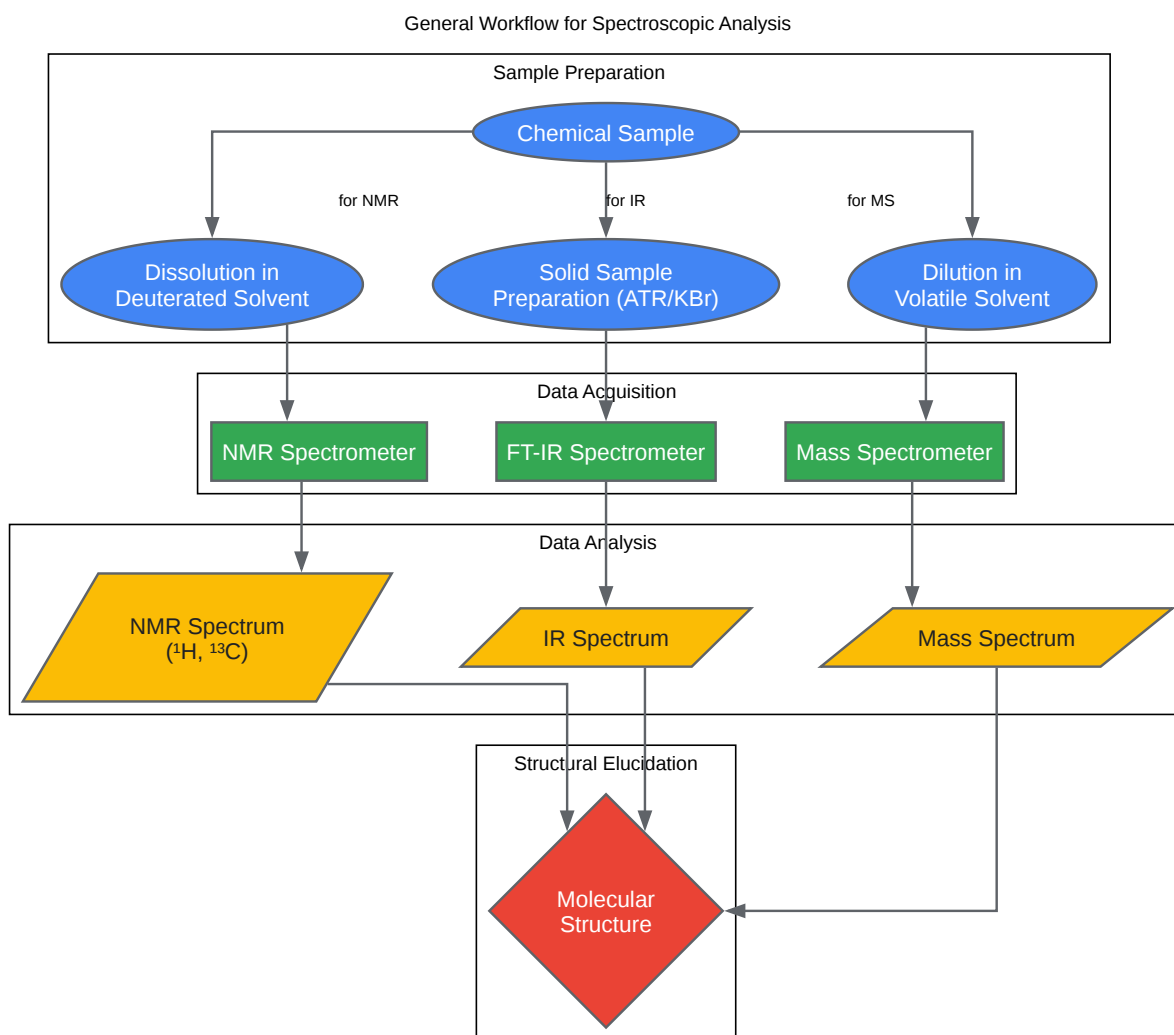 General Workflow for Spectroscopic Analysis
Sample Preparation
Chemical Sample
for NMR
for IR
for MS
Dissolution in
Deuterated Solvent
Solid Sample
Preparation (ATR/KBr)
Dilution in
Volatile Solvent
Data Acquisition
NMR Spectrometer
FT-IR Spectrometer
Mass Spectrometer
Data Analysis
NMR Spectrum
(¹H, ¹³C)
IR Spectrum
Mass Spectrum
Structural Elucidation
Molecular
Structure